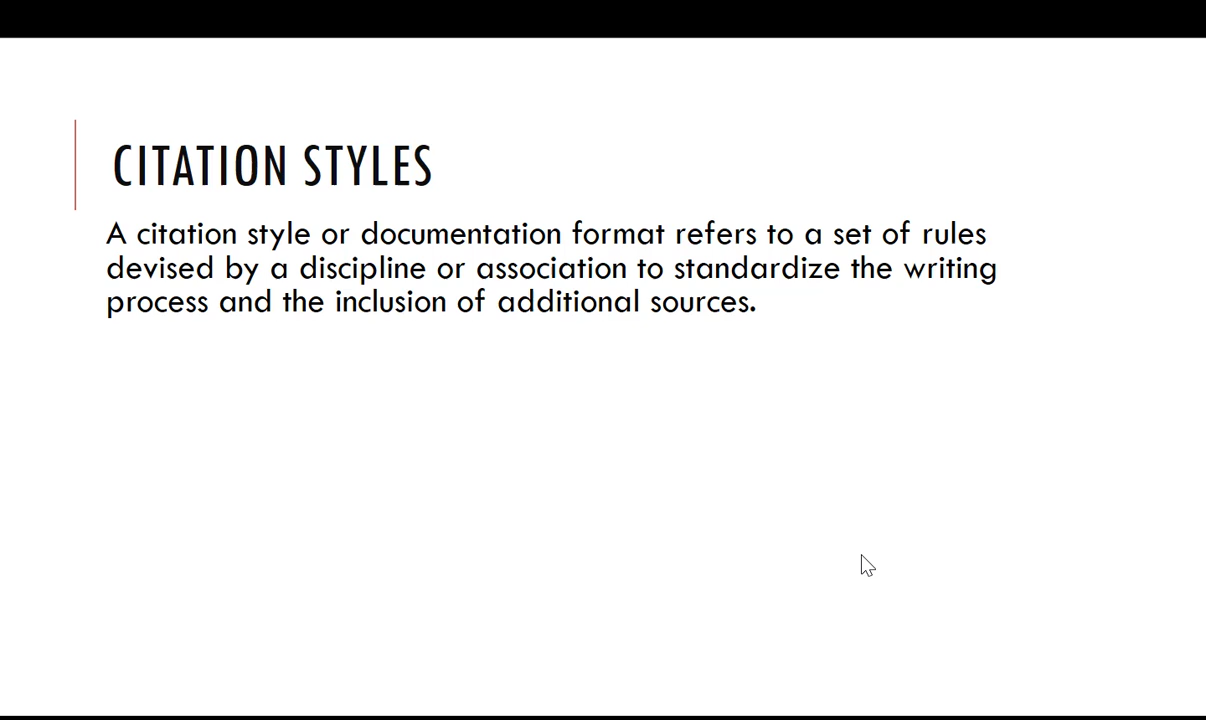 CITATION STYLES
A citation style or documentation format refers to a set of rules
devised by a discipline or association to standardize the writing
process and the inclusion of additional sources.